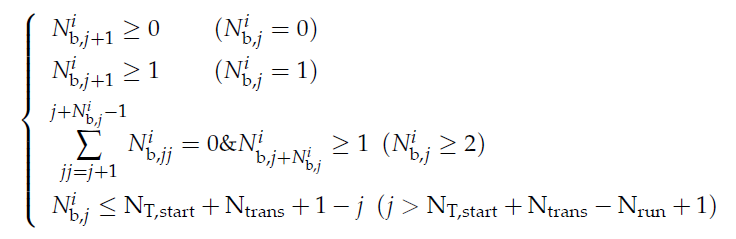 N^i_{b,j+1} ≥ 0 (N^i_{b,j} = 0)
N^i_{b,j+1} ≥ 1 (N^i_{b,j} = 1)
\sum_{jj=j+1}^{j+N^i_{b,j}−1} N^i_{b,jj} = 0&N^i_{b,j+N^i_{b,j}} ≥ 1 (N^i_{b,j} ≥ 2)
N^i_{b,j} ≤ N_{T,start} + N_{trans} + 1 − j (j > N_{T,start} + N_{trans} − N_{run} + 1)